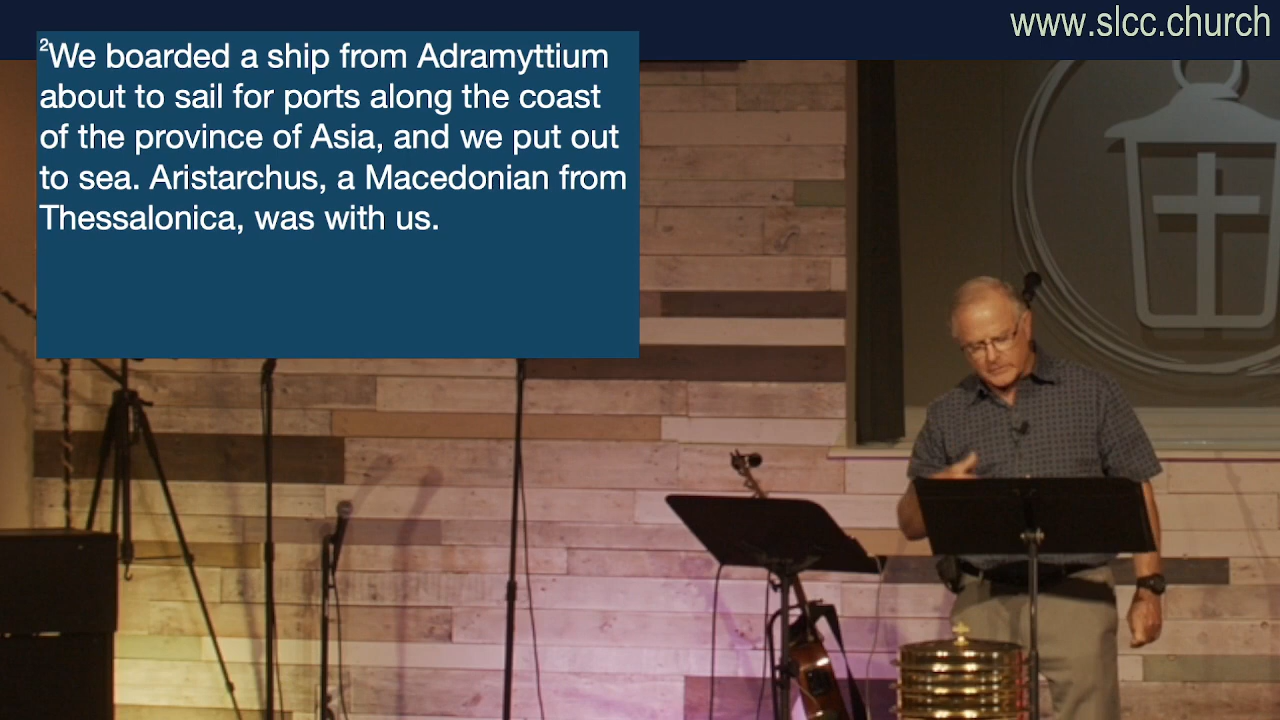 www.slcc.church
²We boarded a ship from Adramyttium
about to sail for ports along the coast
of the province of Asia, and we put out
to sea. Aristarchus, a Macedonian from
Thessalonica, was with us.